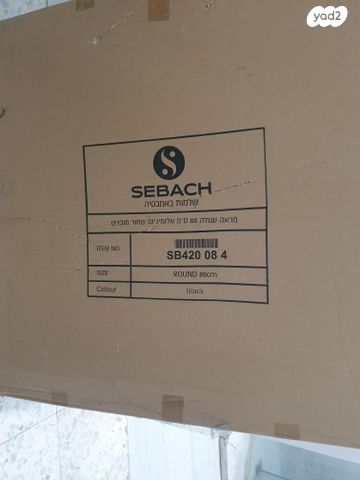 yad2
SEBACH
שלמות באמבטיה
מראה עגולה 80 ס"מ אלומיניום שחור מוברש
ITEM NO. SB420 08 4
SIZE ROUND 80cm
Colour Black